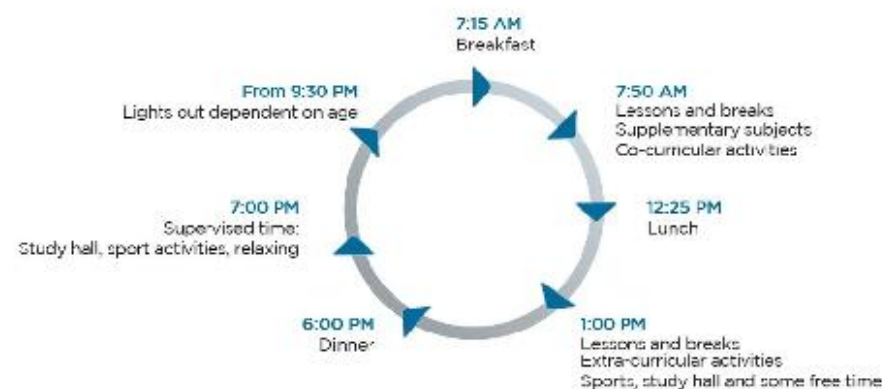 7:15 AM
Breakfast
7:50 AM
Lessons and breaks
Supplementary subjects
Co-curricular activities
12:25 PM
Lunch
1:00 PM
Lessons and breaks
Extra-curricular activities
Sports, study hall and some free time
6:00 PM
Dinner
7:00 PM
Supervised time:
Study hall, sport activities, relaxing
From 9:30 PM
Lights out dependent on age